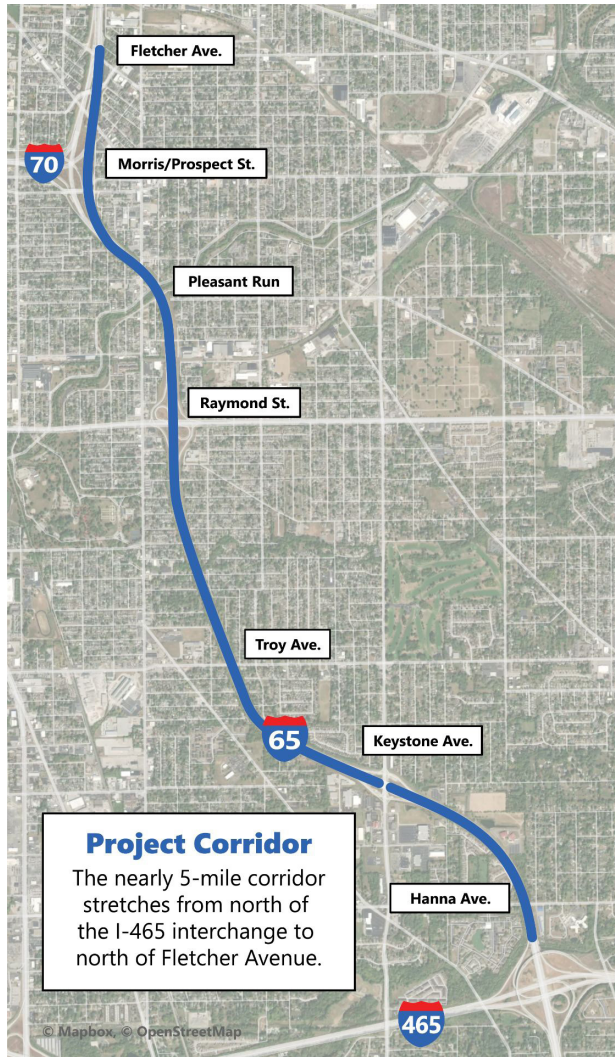 Fletcher Ave.
70
Morris/Prospect St.
Pleasant Run
Raymond St.
Troy Ave.
65
Keystone Ave.
Project Corridor
The nearly 5-mile corridor
stretches from north of
the I-465 interchange to
north of Fletcher Avenue.
Hanna Ave.
465
© Mapbox, © OpenStreetMap